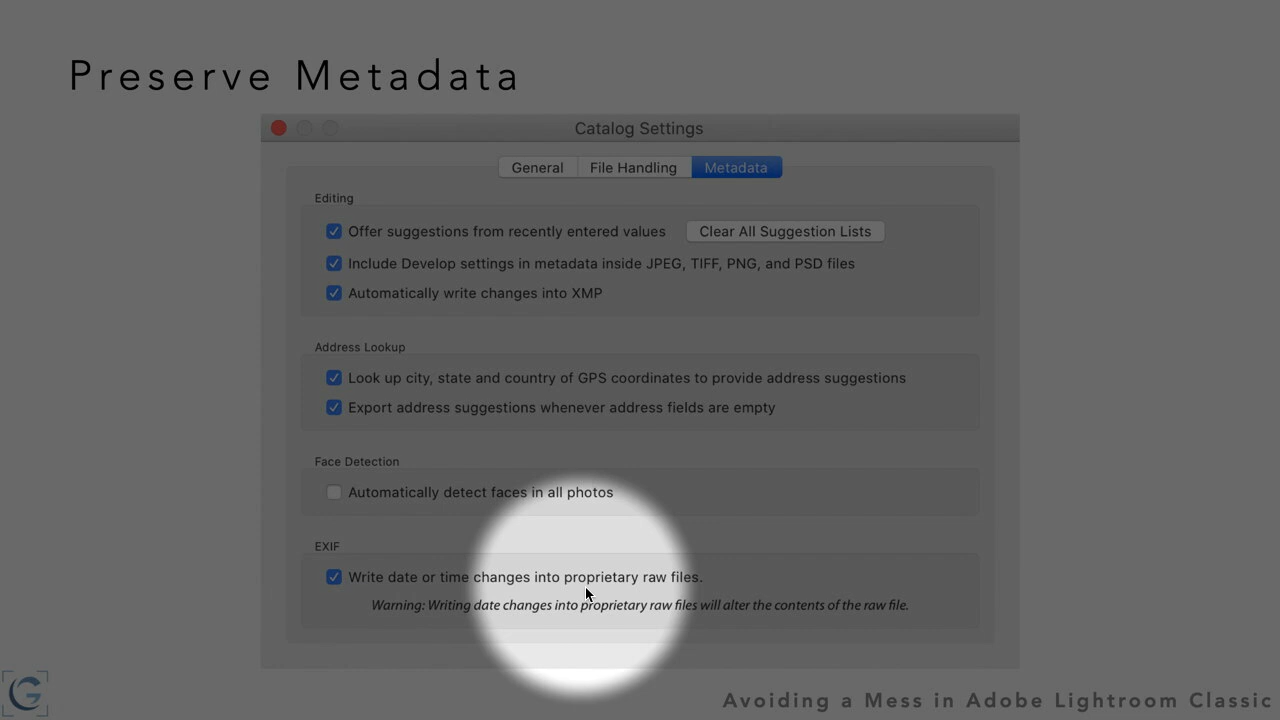 Preserve Metadata
Catalog Settings
General File Handling Metadata
Editing
Offer suggestions from recently entered values Clear All Suggestion Lists
Include Develop settings in metadata inside JPEG, TIFF, PNG, and PSD files
Automatically write changes into XMP
Address Lookup
Look up city, state and country of GPS coordinates to provide address suggestions
Export address suggestions whenever address fields are empty
Face Detection
Automatically detect faces in all photos
EXIF
Write date or time changes into proprietary raw files.
Warning: Writing date changes into proprietary raw files will alter the contents of the raw file.
G
Avoiding a Mess in Adobe Lightroom Classic